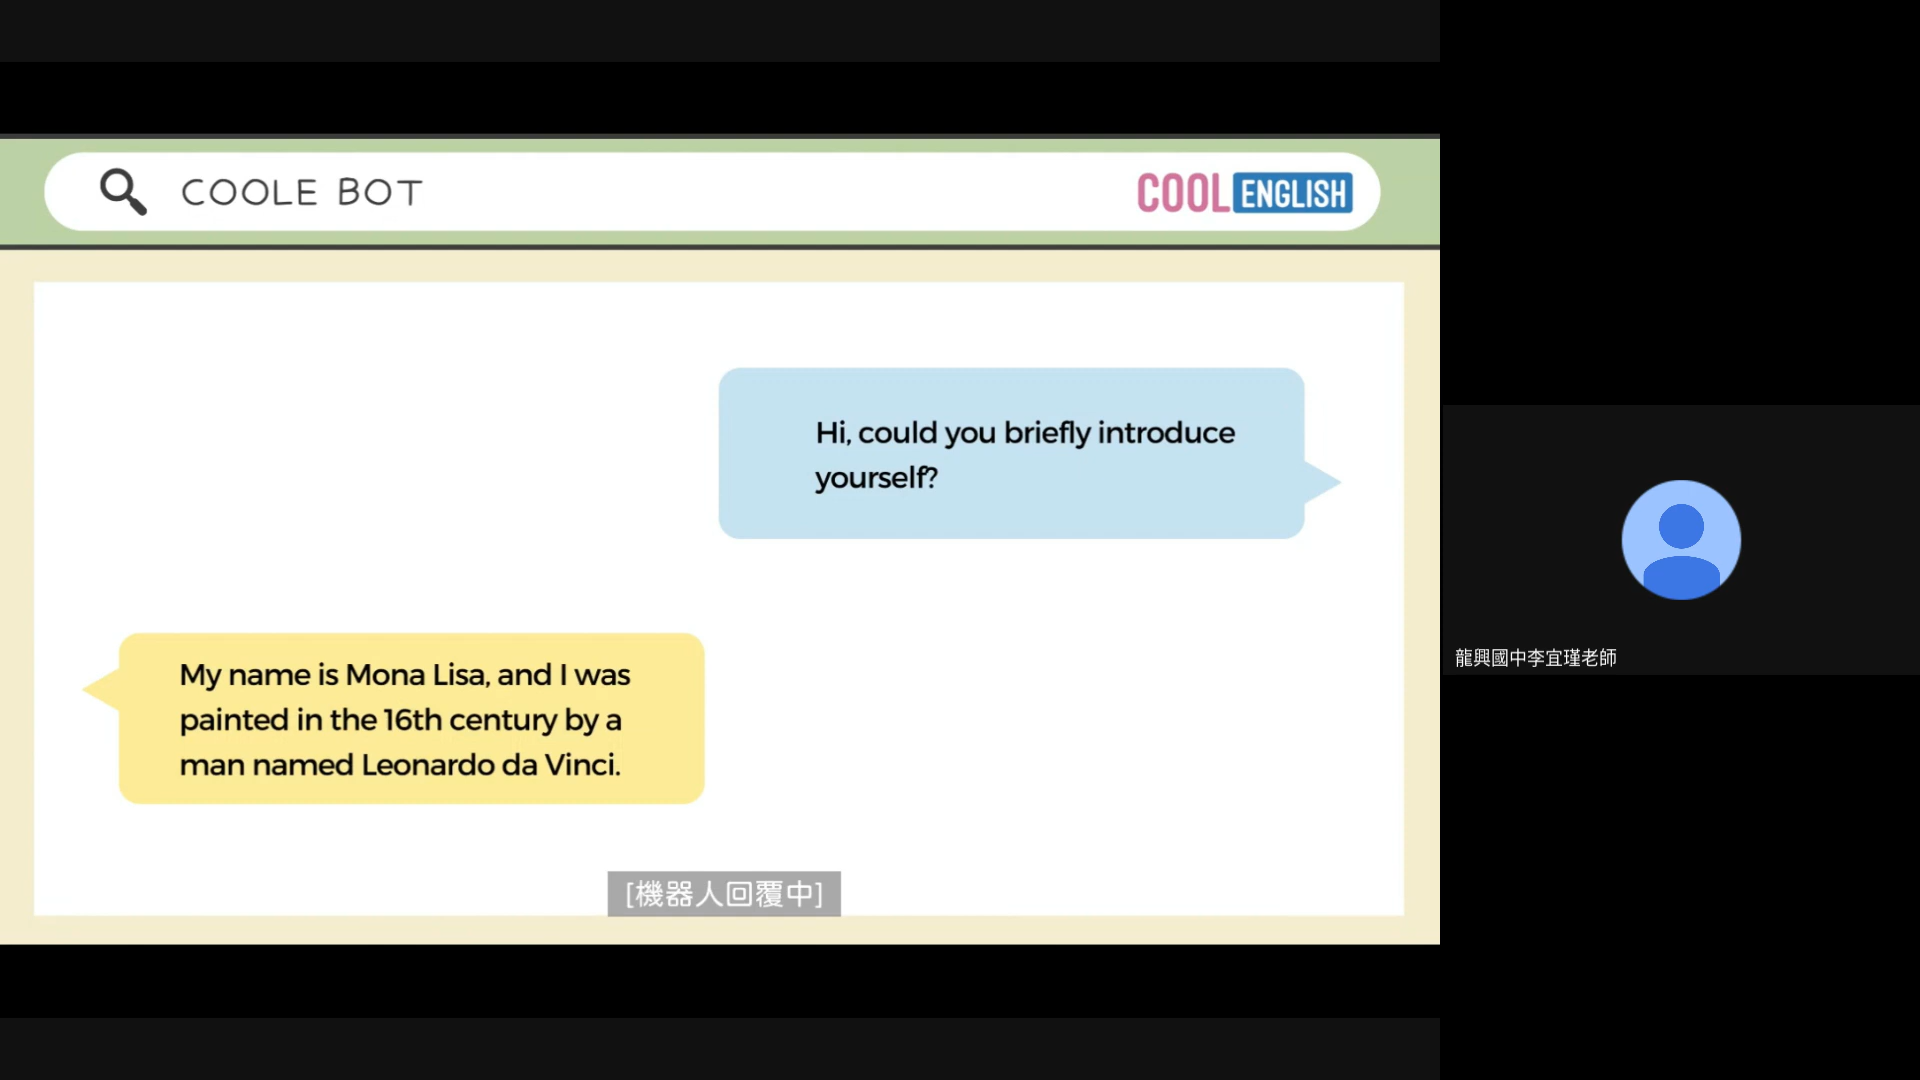 COOLE BOT
COOL ENGLISH
Hi, could you briefly introduce
yourself?
My name is Mona Lisa, and I was
painted in the 16th century by a
man named Leonardo da Vinci.
[機器人回覆中]
龍興國中李宜瑾老師